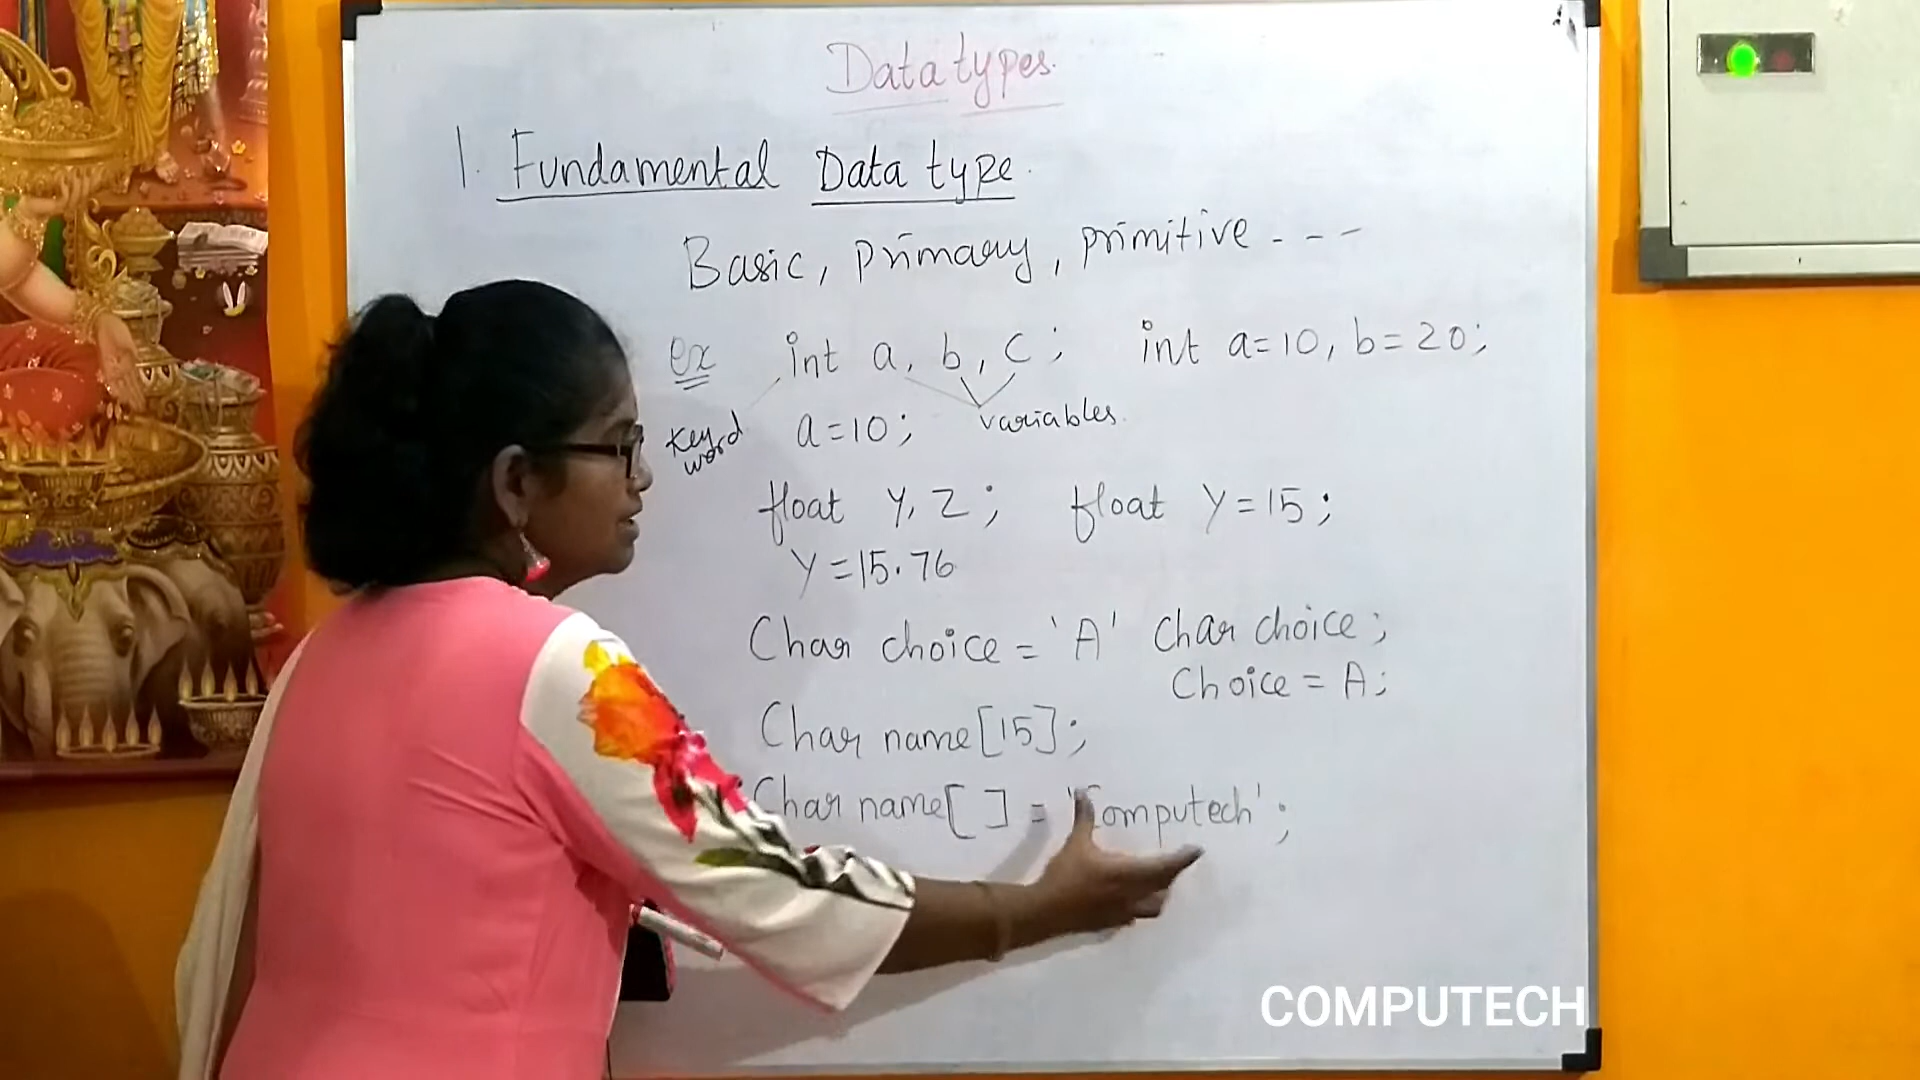 Data types.
1. Fundamental Data type.
Basic, Primary, primitive - - -
ex int a, b, c; int a=10, b=20;
Key word a=10; variables.
float Y, Z; float Y=15;
Y=15.76
Char choice = 'A' Char choice;
Choice = A;
Char name[15];
Char name[ ] = 'Computech';
COMPUTECH